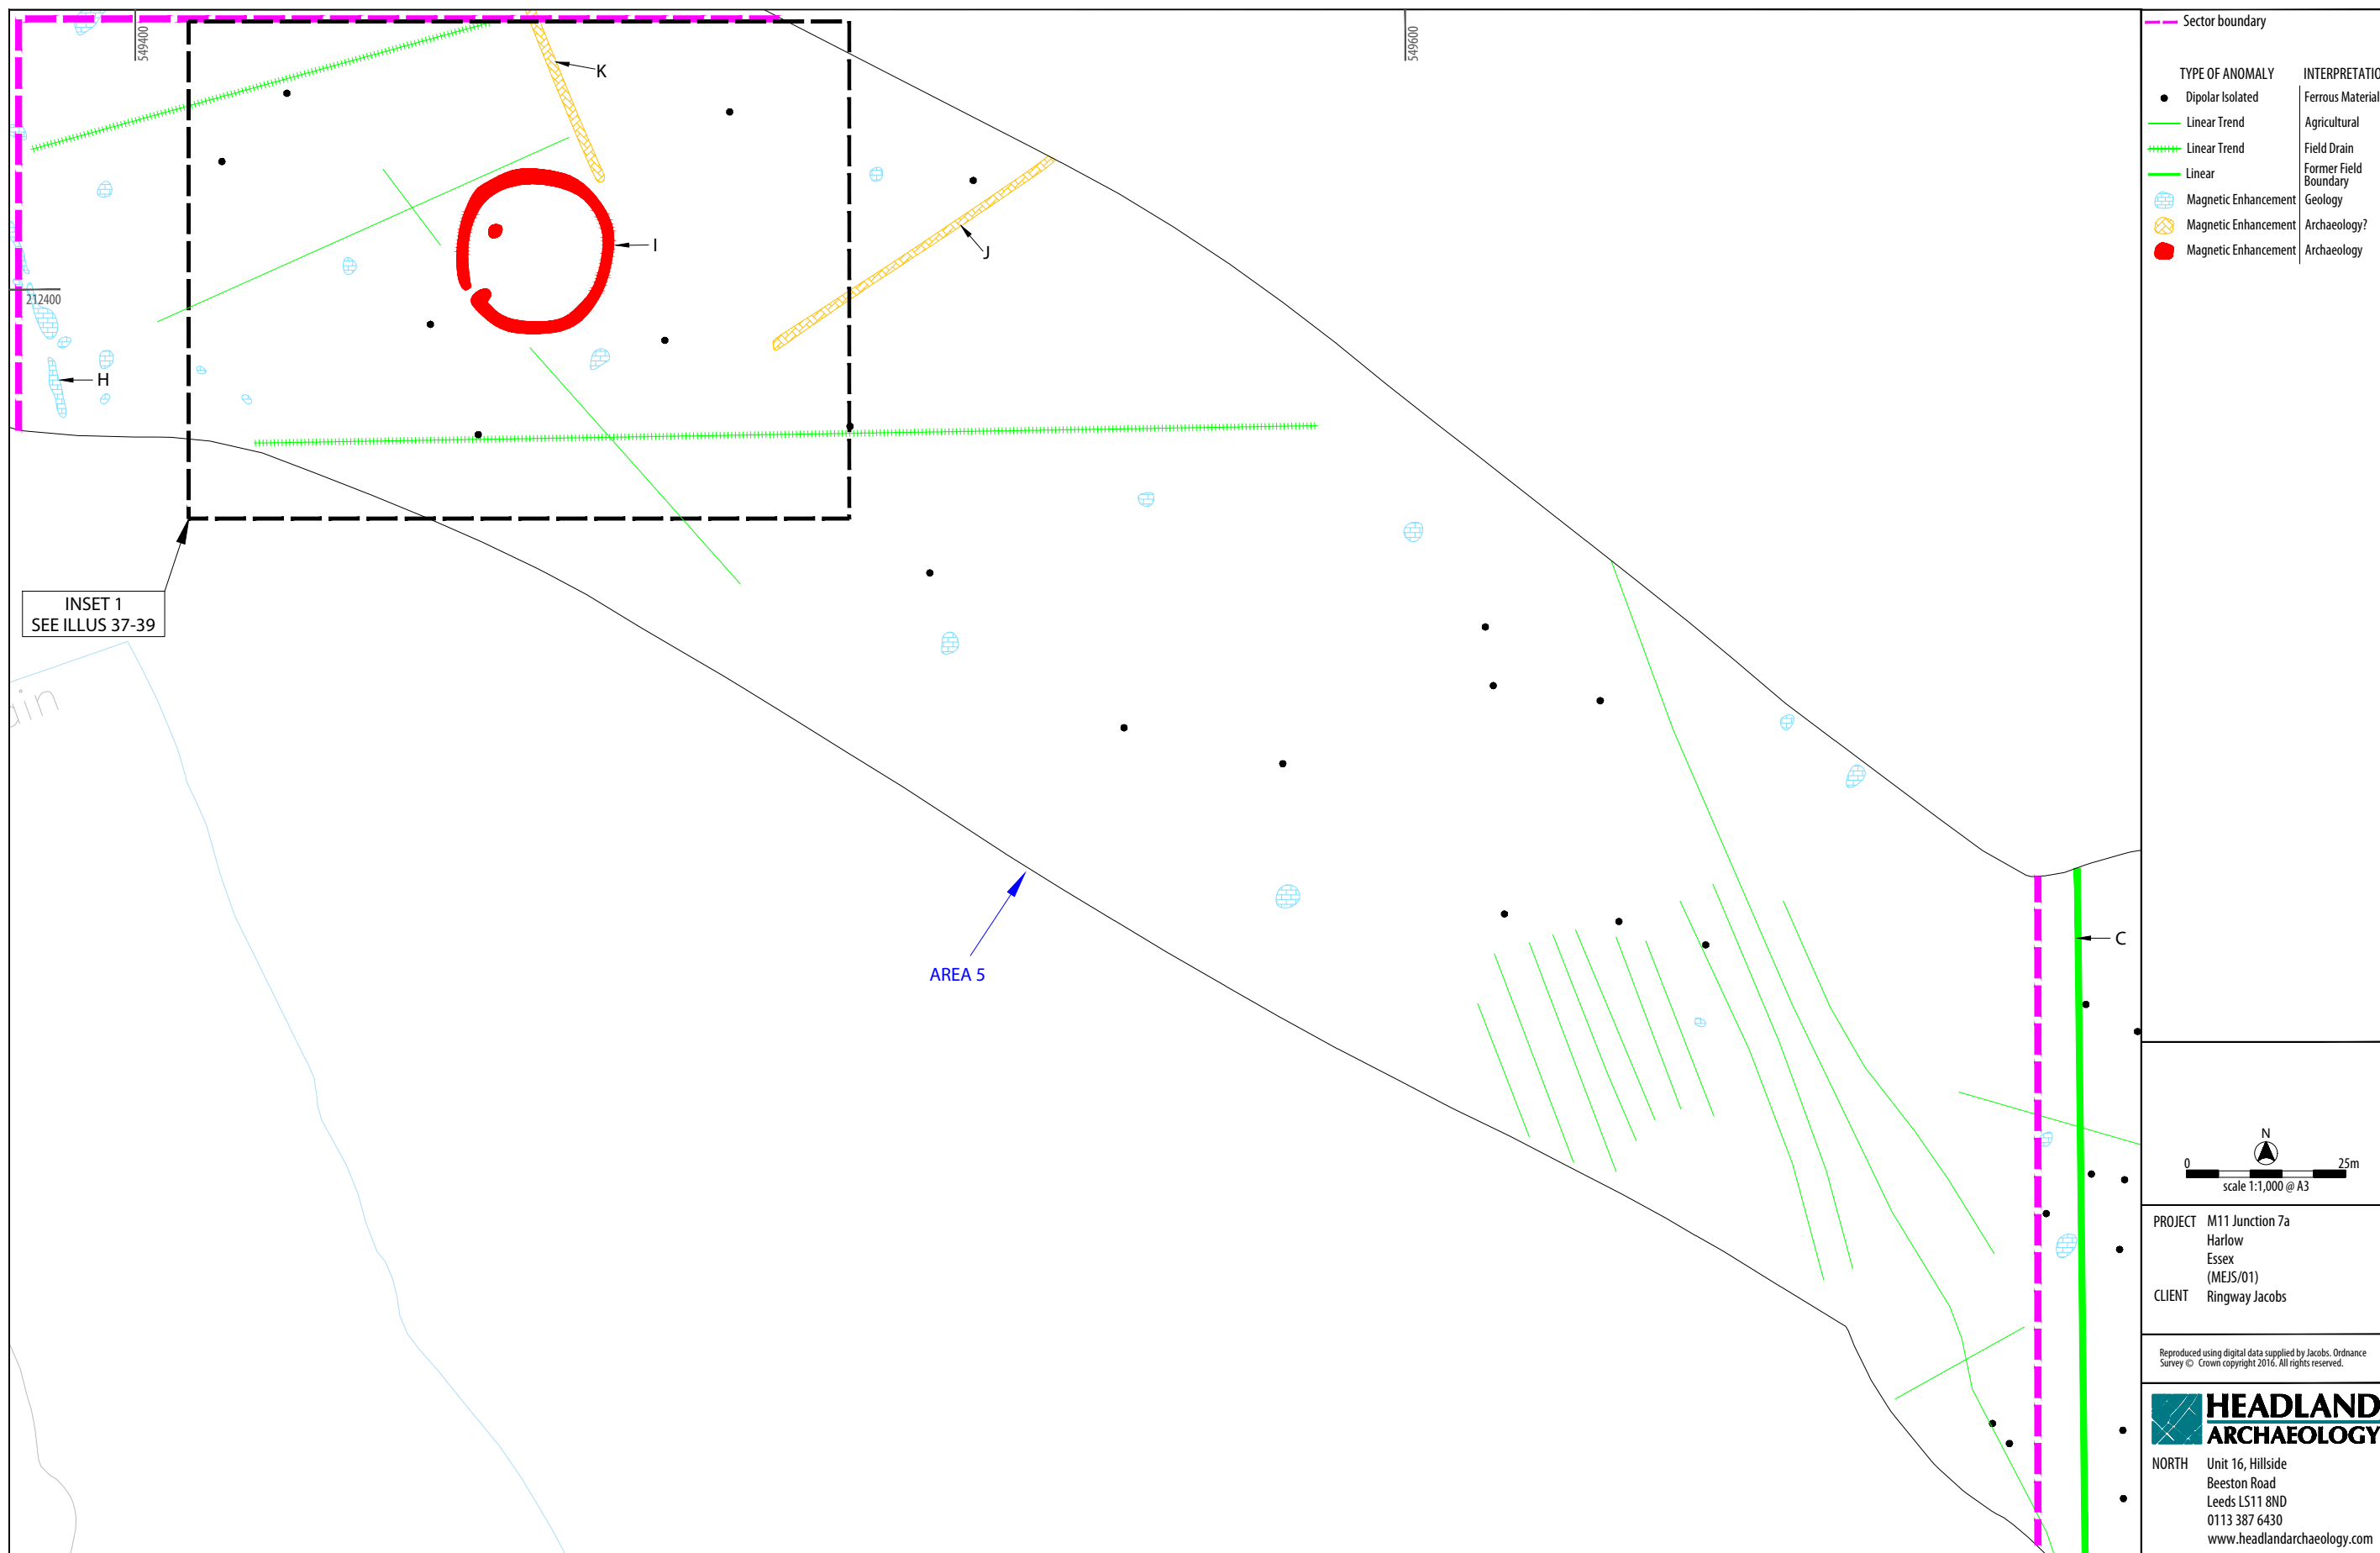 549400
549600
K
I
J
212400
H
INSET 1
SEE ILLUS 37-39
AREA 5
C
Sector boundary
TYPE OF ANOMALY INTERPRETATIO
Dipolar Isolated Ferrous Material
Linear Trend Agricultural
Linear Trend Field Drain
Linear Former Field
Boundary
Magnetic Enhancement Geology
Magnetic Enhancement Archaeology?
Magnetic Enhancement Archaeology
N
0 25m
scale 1:1,000 @ A3
PROJECT M11 Junction 7a
Harlow
Essex
(MEJS/01)
CLIENT Ringway Jacobs
Reproduced using digital data supplied by Jacobs. Ordnance
Survey © Crown copyright 2016. All rights reserved.
HEADLAND
ARCHAEOLOGY
NORTH Unit 16, Hillside
Beeston Road
Leeds LS11 8ND
0113 387 6430
www.headlandarchaeology.com